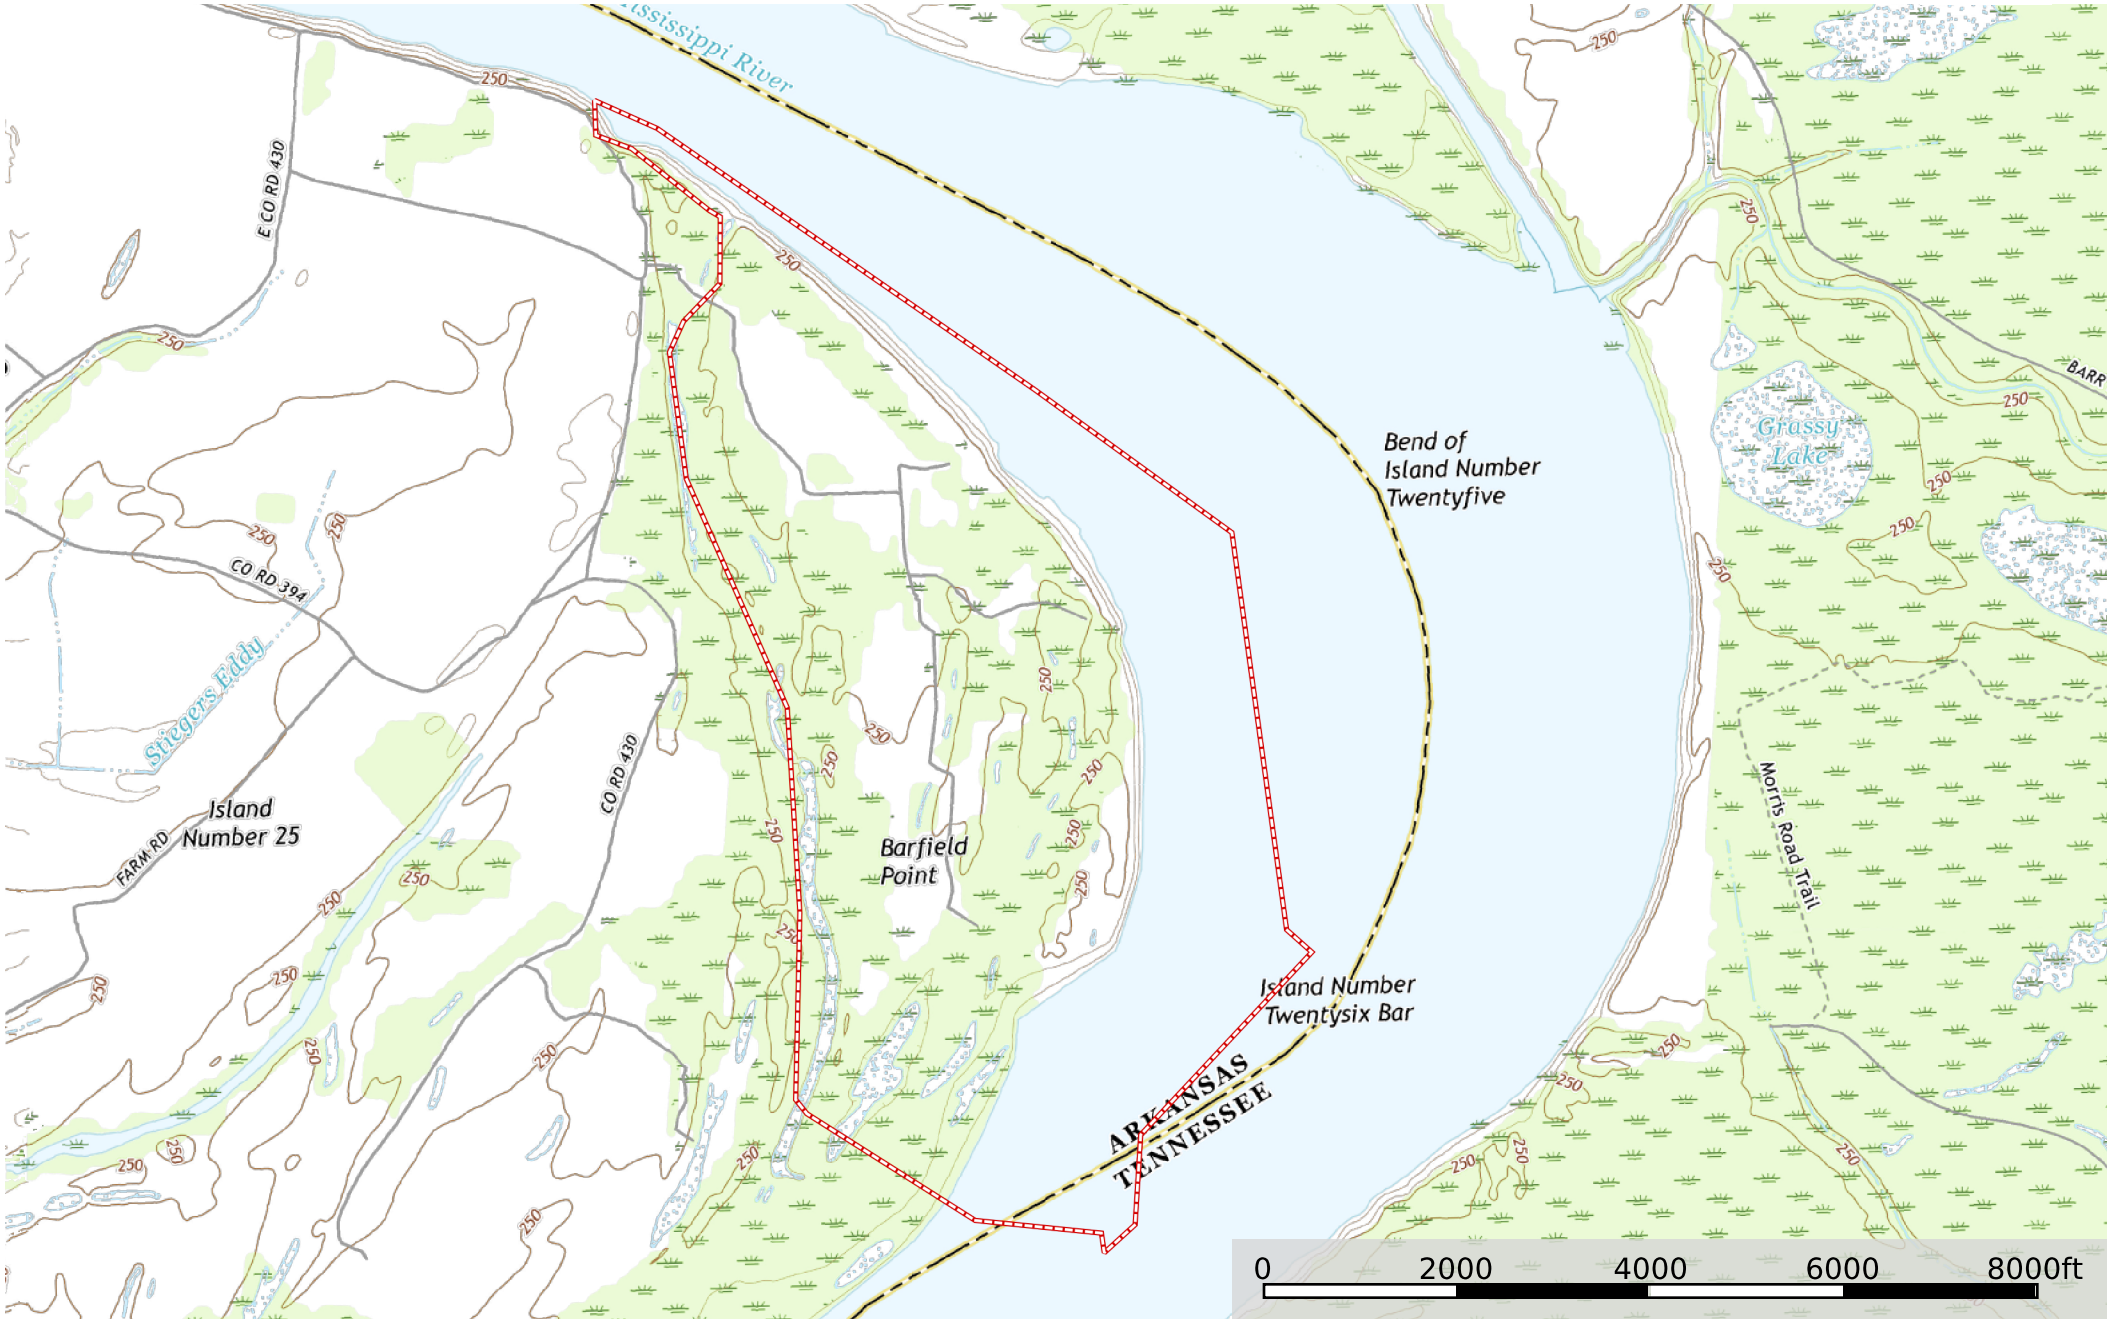 Mississippi River
250
250
E CO RD 430
250
250
250
BARR
250
250
Grassy
Lake
250
250
Bend of
Island Number
Twentyfive
250
250
250
CO RD 394
250
Stiegers Eddy
250
250
250
250
CO RD 430
Morris Road Trail
Island
Number 25
FARM RD
250
250
Barfield
Point
250
250
250
250
250
250
Island Number
Twentysix Bar
250
250
250
250
250
ARKANSAS
TENNESSEE
250
250
250
250
250
250
250
250
0 2000 4000 6000 8000ft